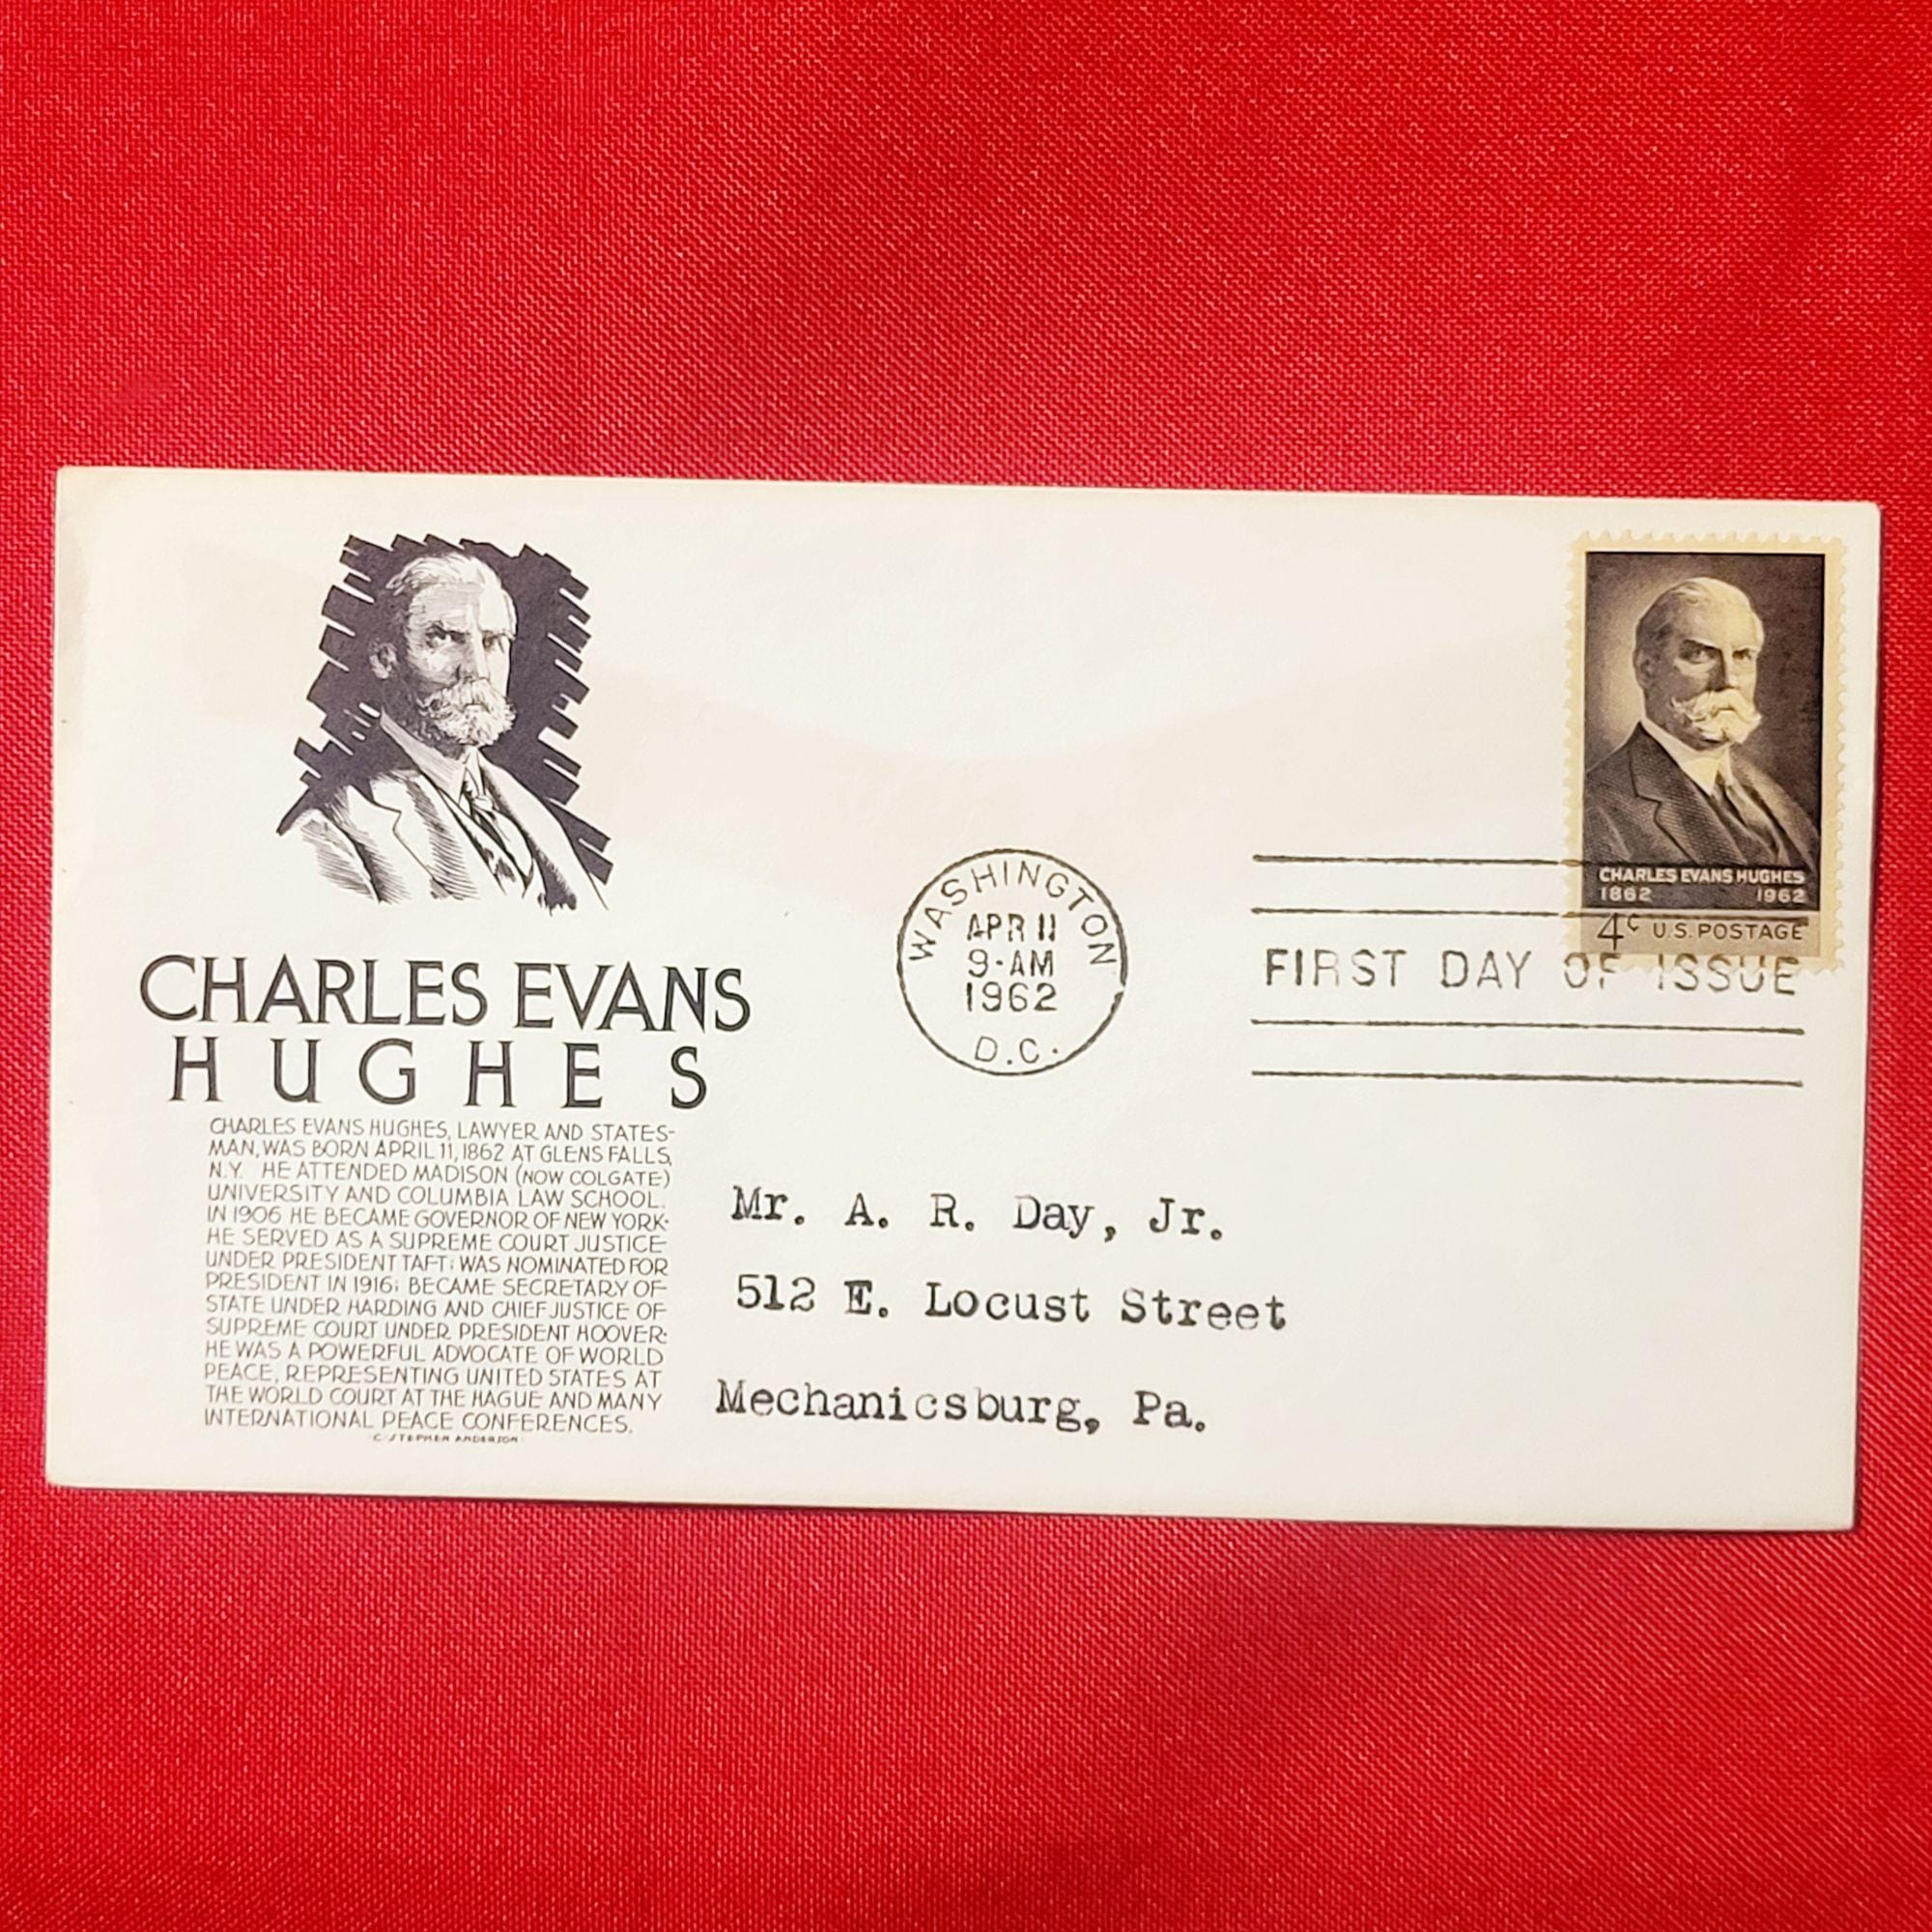 CHARLES EVANS
HUGHES
CHARLES EVANS HUGHES, LAWYER AND STATES-
MAN, WAS BORN APRIL 11, 1862 AT GLENS FALLS,
N.Y. HE ATTENDED MADISON (NOW COLGATE)
UNIVERSITY AND COLUMBIA LAW SCHOOL.
IN 1906 HE BECAME GOVERNOR OF NEW YORK.
HE SERVED AS A SUPREME COURT JUSTICE
UNDER PRESIDENT TAFT; WAS NOMINATED FOR
PRESIDENT IN 1916; BECAME SECRETARY OF
STATE UNDER HARDING AND CHIEF JUSTICE OF
SUPREME COURT UNDER PRESIDENT HOOVER.
HE WAS A POWERFUL ADVOCATE OF WORLD
PEACE, REPRESENTING UNITED STATES AT
THE WORLD COURT AT THE HAGUE AND MANY
INTERNATIONAL PEACE CONFERENCES.
C. STEPHEN ANDERSON
WASHINGTON
APR 11
9-AM
1962
D.C.
CHARLES EVANS HUGHES
1862 1962
4¢ U.S. POSTAGE
FIRST DAY OF ISSUE
Mr. A. R. Day, Jr.
512 E. Locust Street
Mechanicsburg, Pa.